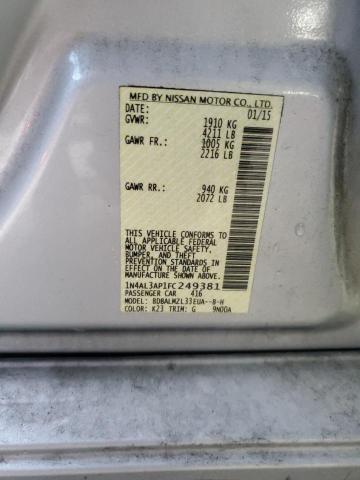 MFD BY NISSAN MOTOR CO., LTD.
DATE: 01/15
GVWR: 1910 KG
4211 LB
GAWR FR: 1005 KG
2216 LB
GAWR RR: 940 KG
2072 LB
THIS VEHICLE CONFORMS TO
ALL APPLICABLE FEDERAL
MOTOR VEHICLE SAFETY,
BUMPER, AND THEFT
PREVENTION STANDARDS IN
EFFECT ON THE DATE OF
MANUFACTURE SHOWN ABOVE.
1N4AL3AP1FC249381
PASSENGER CAR 416
MODEL: BDBALMZL33EUA--B-H
COLOR: K23 TRIM: G 9N00A